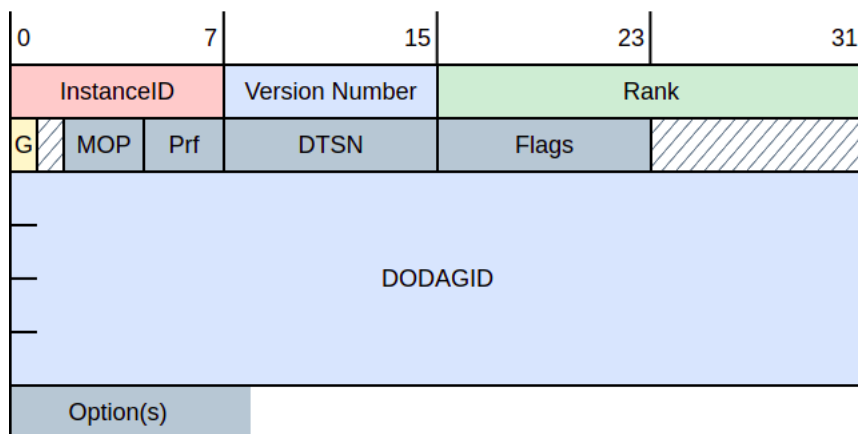 0 7 15 23 31
InstanceID Version Number Rank
G MOP Prf DTSN Flags
DODAGID
Option(s)